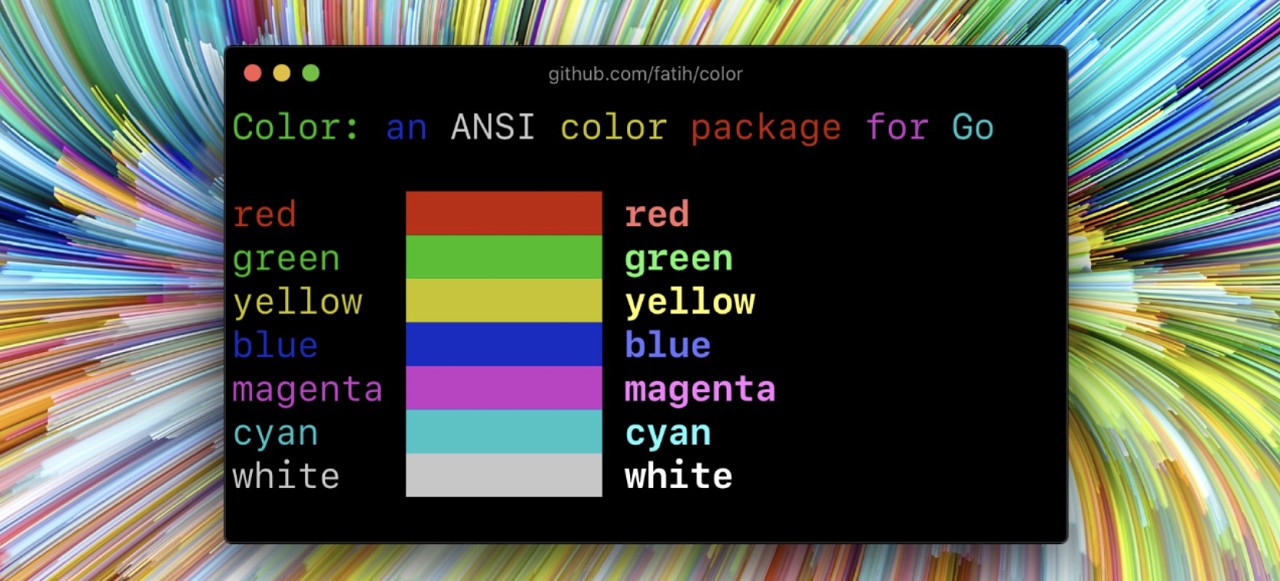 github.com/fatih/color
Color: an ANSI color package for Go
red red
green green
yellow yellow
blue blue
magenta magenta
cyan cyan
white white